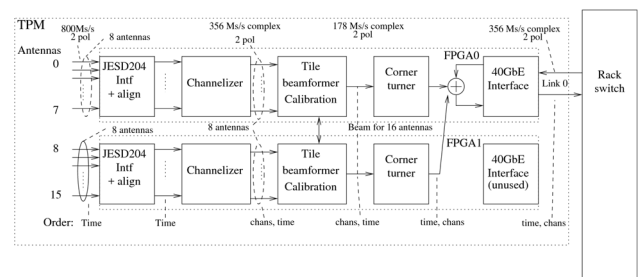 TPM
800Ms/s
2 pol
8 antennas
356 Ms/s complex
2 pol
178 Ms/s complex
2 pol
356 Ms/s complex
2 pol
Antennas
0
7
JESD204
Intf
+ align
Channelizer
Tile
beamformer
Calibration
Corner
turner
FPGA0
40GbE
Interface
Link 0
Rack
switch
8 antennas
8 antennas
Beam for 16 antennas
FPGA1
8
15
JESD204
Intf
+ align
Channelizer
Tile
beamformer
Calibration
Corner
turner
40GbE
Interface
(unused)
Order:
Time
Time
chans, time
chans, time
time, chans
time, chans